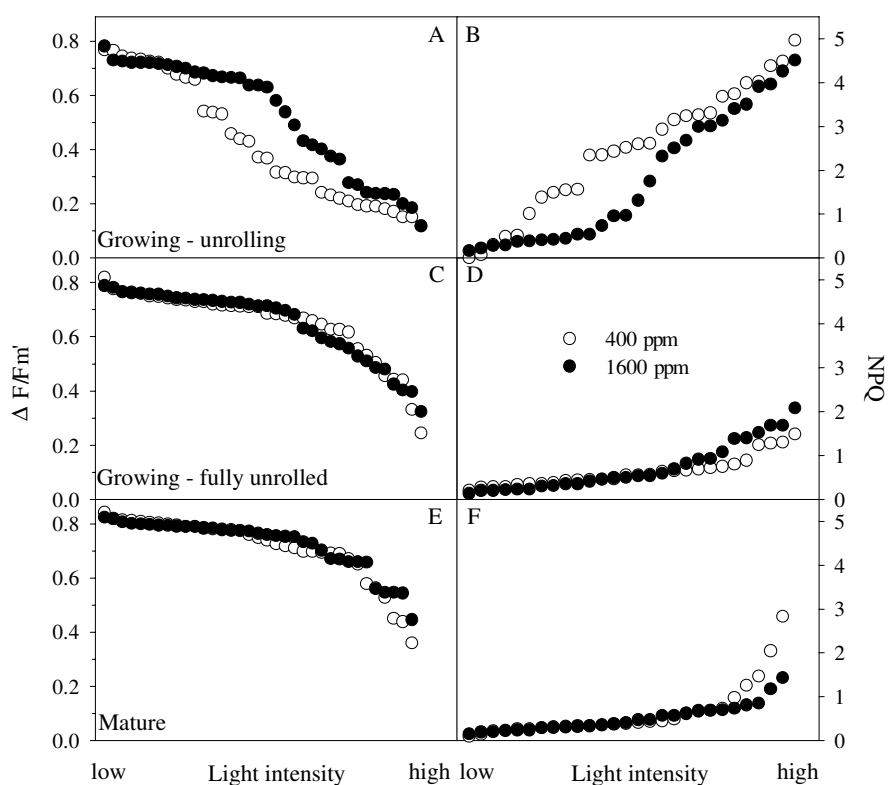 A
B
0.8
0.6
0.4
0.2
0.0
Growing - unrolling
5
4
3
2
1
0
C
D
0.8
0.6
0.4
0.2
0.0
Growing - fully unrolled
400 ppm
1600 ppm
5
4
3
2
1
0
Δ F/Fm'
NPQ
E
F
0.8
0.6
0.4
0.2
0.0
Mature
5
4
3
2
1
0
low Light intensity high
low Light intensity high